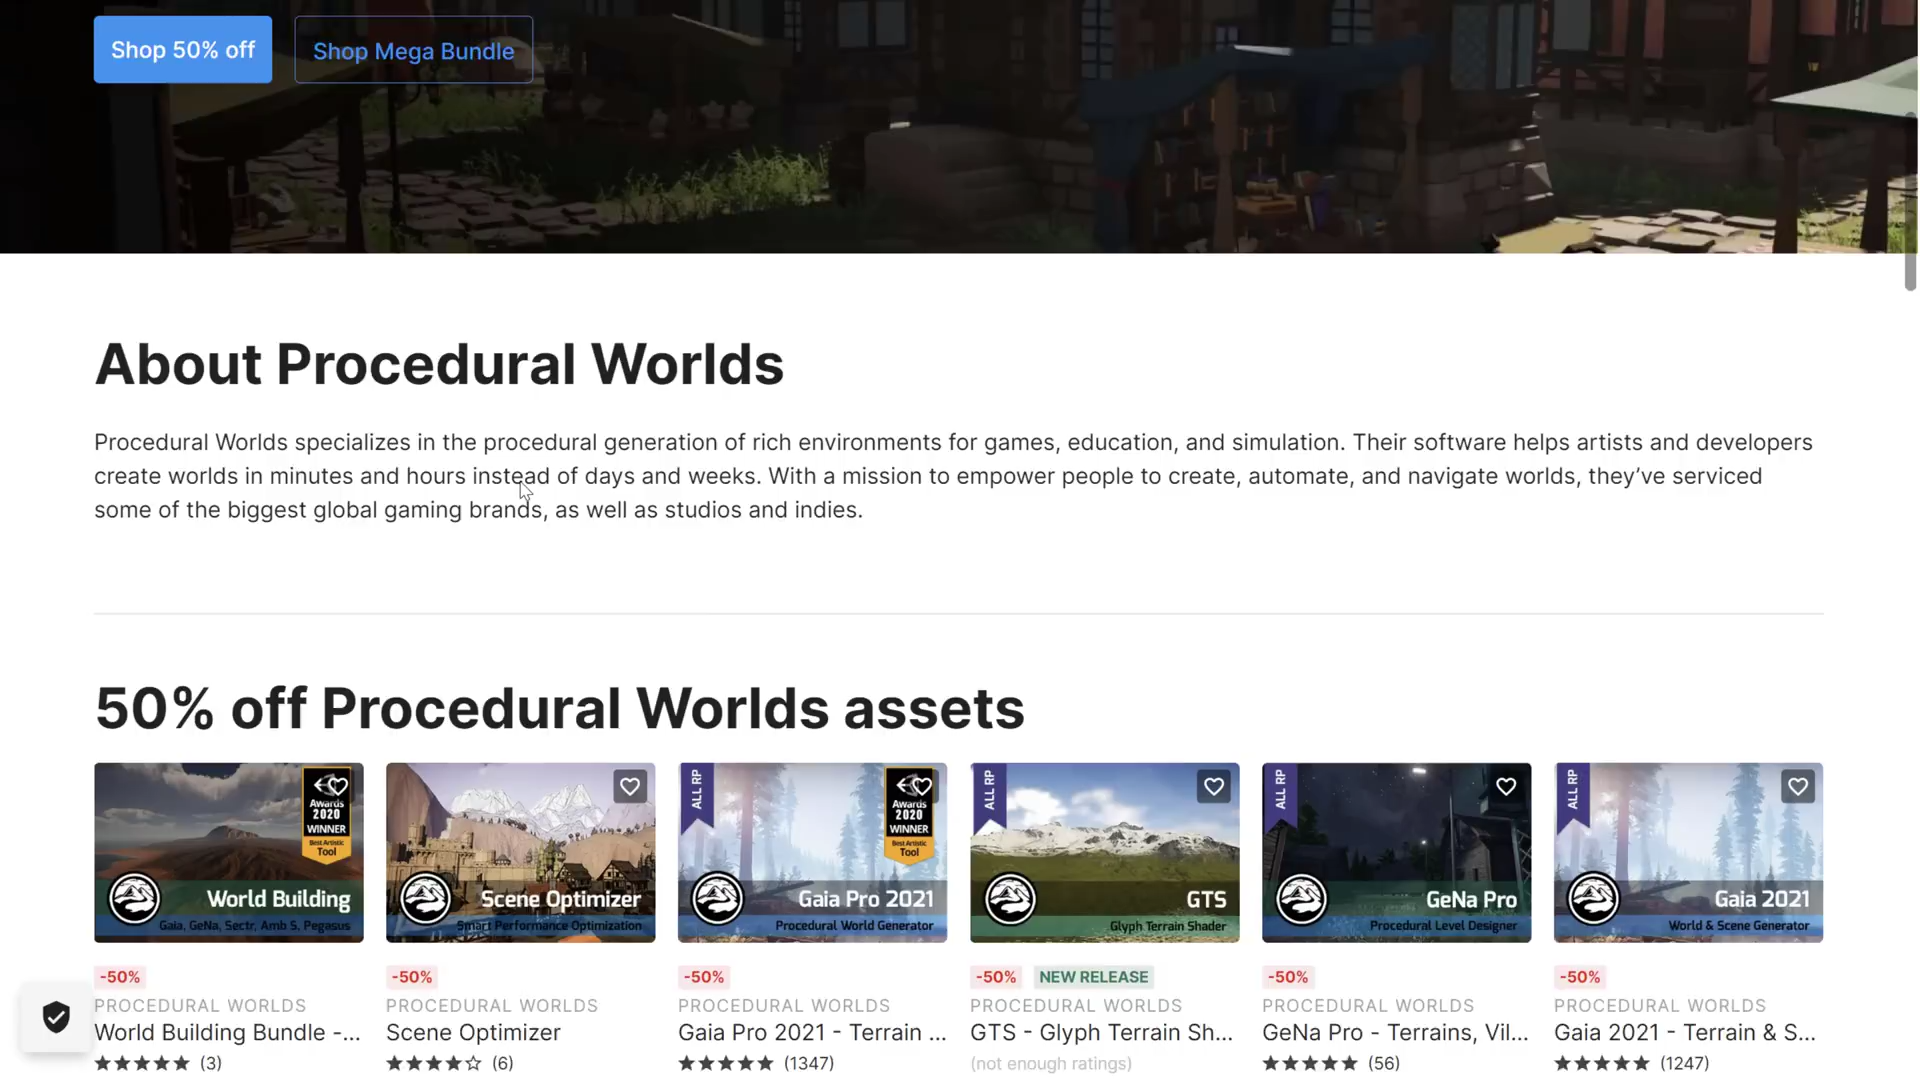 Shop 50% off
Shop Mega Bundle
About Procedural Worlds
Procedural Worlds specializes in the procedural generation of rich environments for games, education, and simulation. Their software helps artists and developers
create worlds in minutes and hours instead of days and weeks. With a mission to empower people to create, automate, and navigate worlds, they’ve serviced
some of the biggest global gaming brands, as well as studios and indies.
50% off Procedural Worlds assets
Awards
2020
WINNER
Best Artistic
Tool
World Building
Gaia, GeNa, Sectr, Amb S, Pegasus
-50%
PROCEDURAL WORLDS
World Building Bundle -...
(3)
Scene Optimizer
Smart Performance Optimization
-50%
PROCEDURAL WORLDS
Scene Optimizer
(6)
ALL RP
Awards
2020
WINNER
Best Artistic
Tool
Gaia Pro 2021
Procedural World Generator
-50%
PROCEDURAL WORLDS
Gaia Pro 2021 - Terrain ...
(1347)
ALL RP
GTS
Glyph Terrain Shader
-50% NEW RELEASE
PROCEDURAL WORLDS
GTS - Glyph Terrain Sh...
(not enough ratings)
ALL RP
GeNa Pro
Procedural Level Designer
-50%
PROCEDURAL WORLDS
GeNa Pro - Terrains, Vil...
(56)
ALL RP
Gaia 2021
World & Scene Generator
-50%
PROCEDURAL WORLDS
Gaia 2021 - Terrain & S...
(1247)